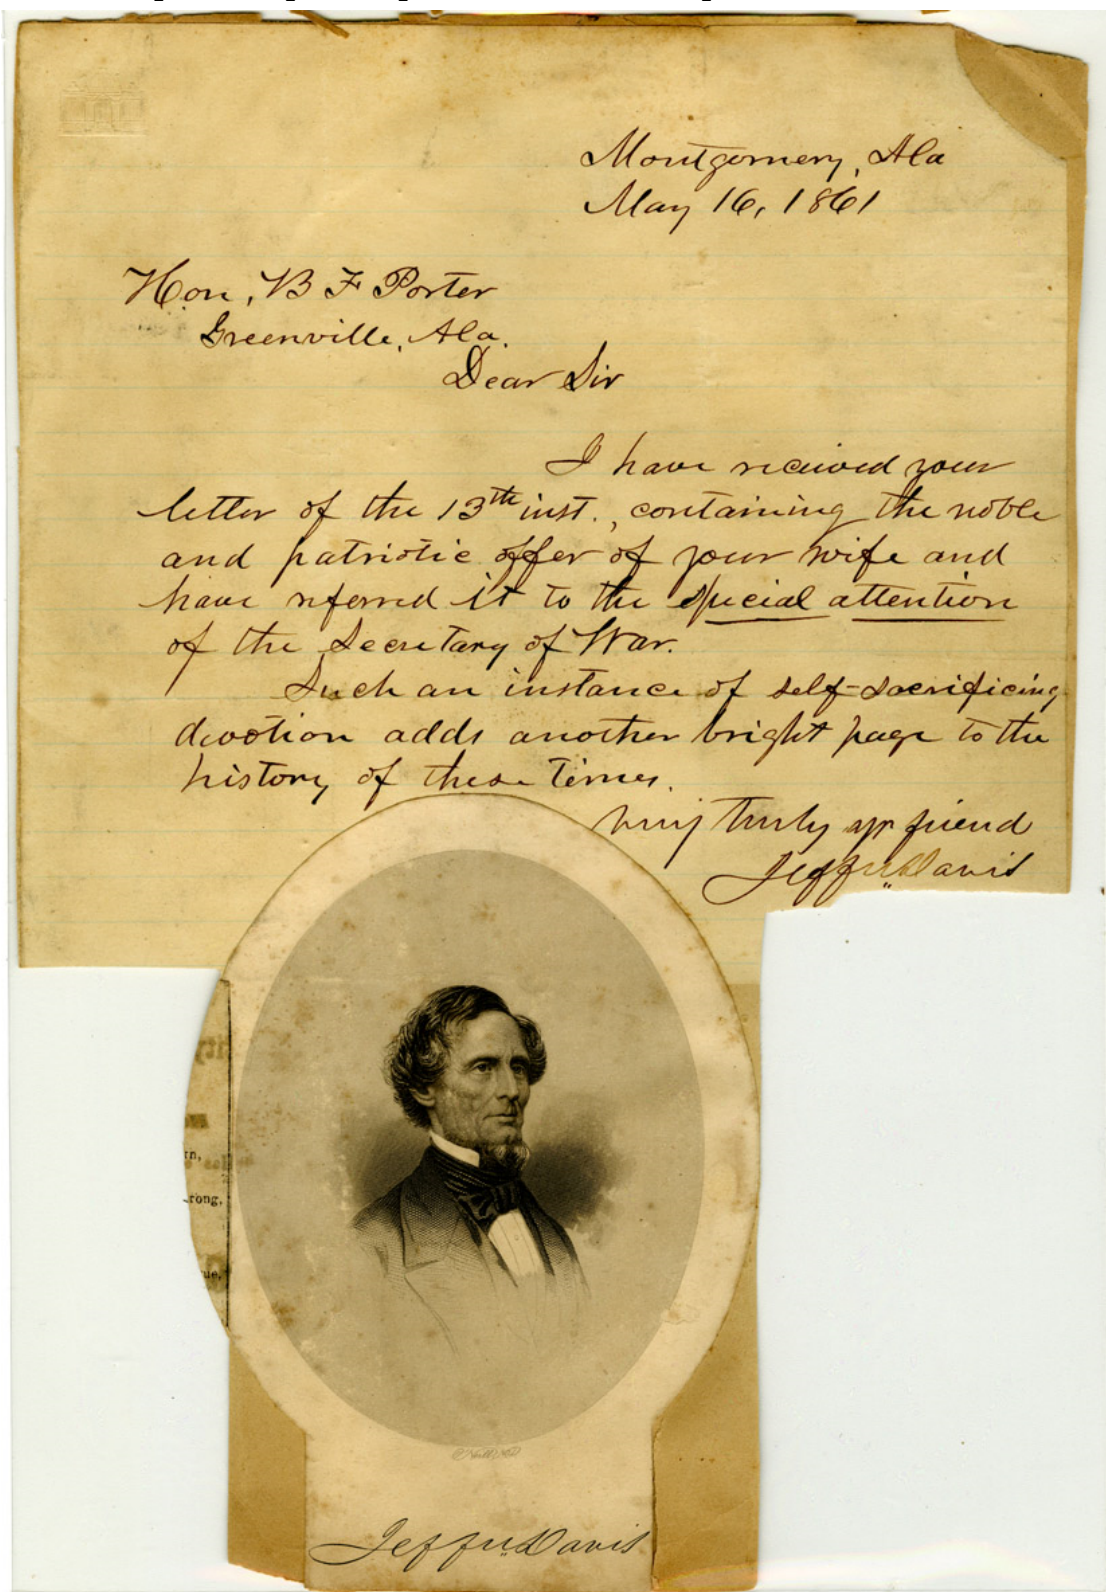 Montgomery, Ala
May 16, 1861
Hon, B F Porter
Greenville, Ala.
Dear Sir
I have received your
letter of the 13th inst., containing the noble
and patriotic offer of your wife and
have referred it to the special attention
of the Secretary of War.
Such an instance of self-sacrificing
devotion adds another bright page to the
history of these times.
Very truly yr friend
Jeffn Davis
rong,
Jeffn Davis